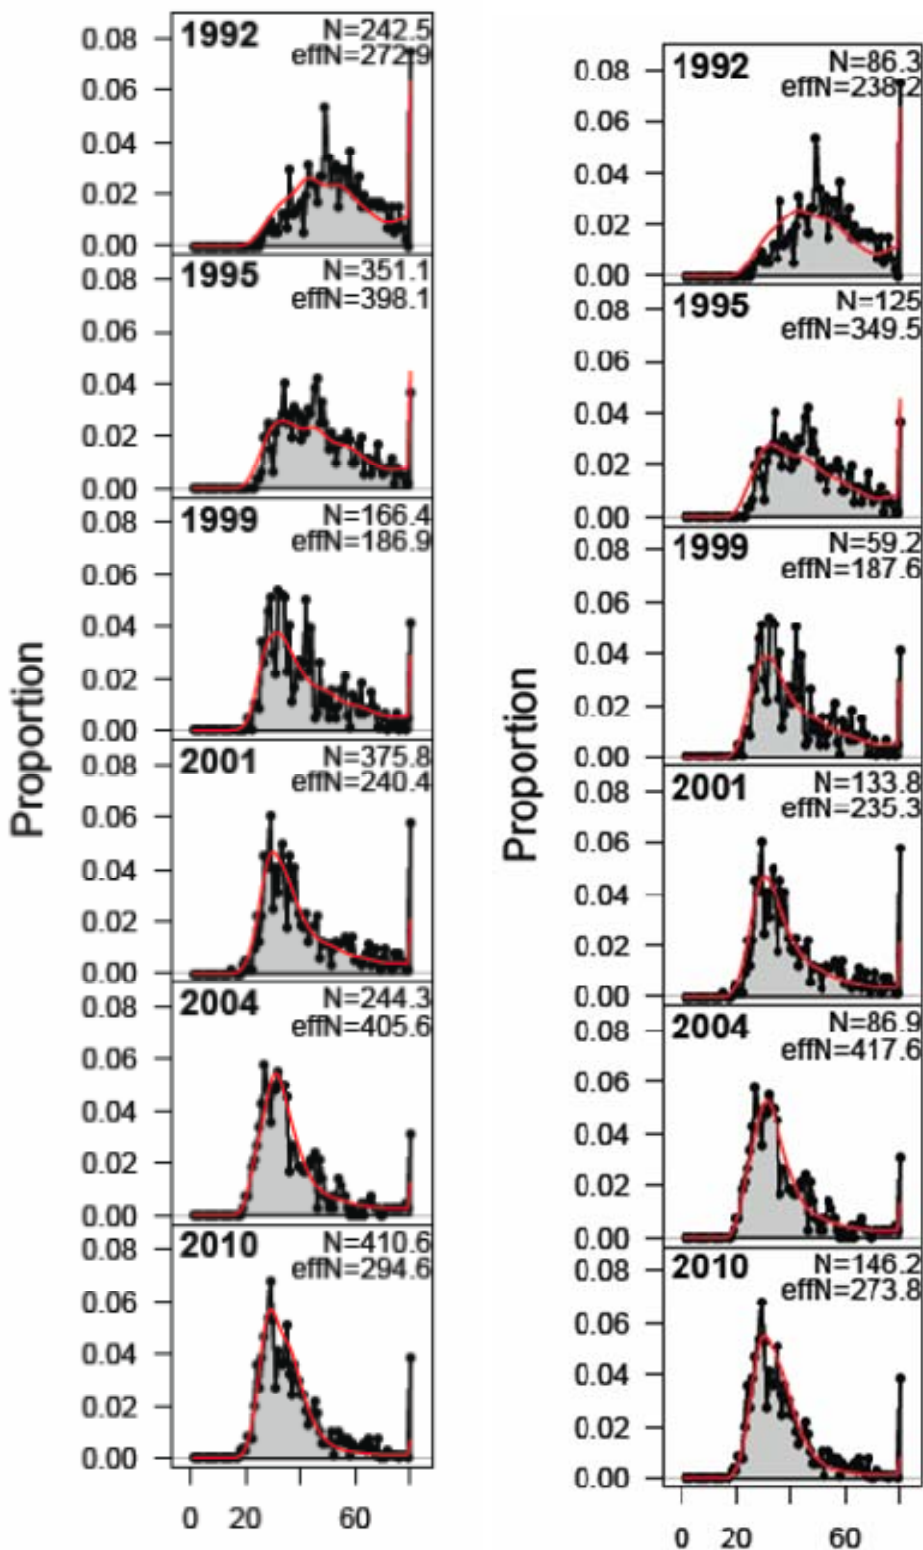 Proportion
0.08
0.06
0.04
0.02
0.00
1992
N=242.5
effN=272.9
0.08
0.06
0.04
0.02
0.00
1995
N=351.1
effN=398.1
0.08
0.06
0.04
0.02
0.00
1999
N=166.4
effN=186.9
0.08
0.06
0.04
0.02
0.00
2001
N=375.8
effN=240.4
0.08
0.06
0.04
0.02
0.00
2004
N=244.3
effN=405.6
0.08
0.06
0.04
0.02
0.00
2010
N=410.6
effN=294.6
0 20 60
Proportion
0.08
0.06
0.04
0.02
0.00
1992
N=86.3
effN=238.2
0.08
0.06
0.04
0.02
0.00
1995
N=125
effN=349.5
0.08
0.06
0.04
0.02
0.00
1999
N=59.2
effN=187.6
0.08
0.06
0.04
0.02
0.00
2001
N=133.8
effN=235.3
0.08
0.06
0.04
0.02
0.00
2004
N=86.9
effN=417.6
0.08
0.06
0.04
0.02
0.00
2010
N=146.2
effN=273.8
0 20 60